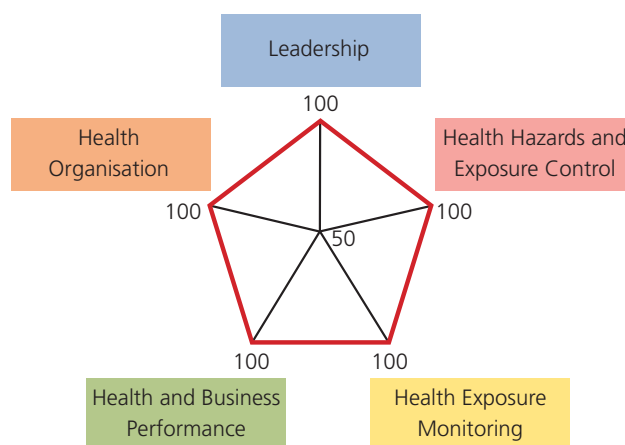 Leadership
100
Health
Organisation
Health Hazards and
Exposure Control
100
100
50
100
100
Health and Business
Performance
Health Exposure
Monitoring